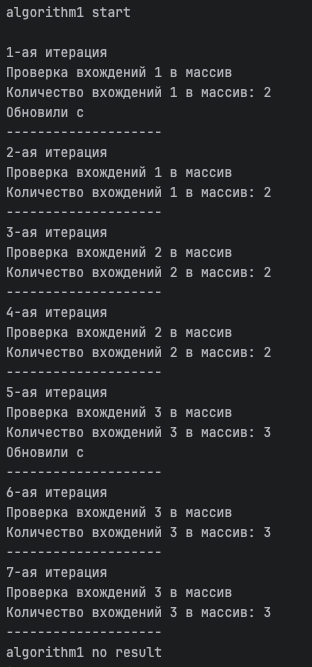 algorithm1 start
1-ая итерация
Проверка вхождений 1 в массив
Количество вхождений 1 в массив: 2
Обновили c
--------------------
2-ая итерация
Проверка вхождений 1 в массив
Количество вхождений 1 в массив: 2
--------------------
3-ая итерация
Проверка вхождений 2 в массив
Количество вхождений 2 в массив: 2
--------------------
4-ая итерация
Проверка вхождений 2 в массив
Количество вхождений 2 в массив: 2
--------------------
5-ая итерация
Проверка вхождений 3 в массив
Количество вхождений 3 в массив: 3
Обновили c
--------------------
6-ая итерация
Проверка вхождений 3 в массив
Количество вхождений 3 в массив: 3
--------------------
7-ая итерация
Проверка вхождений 3 в массив
Количество вхождений 3 в массив: 3
--------------------
algorithm1 no result